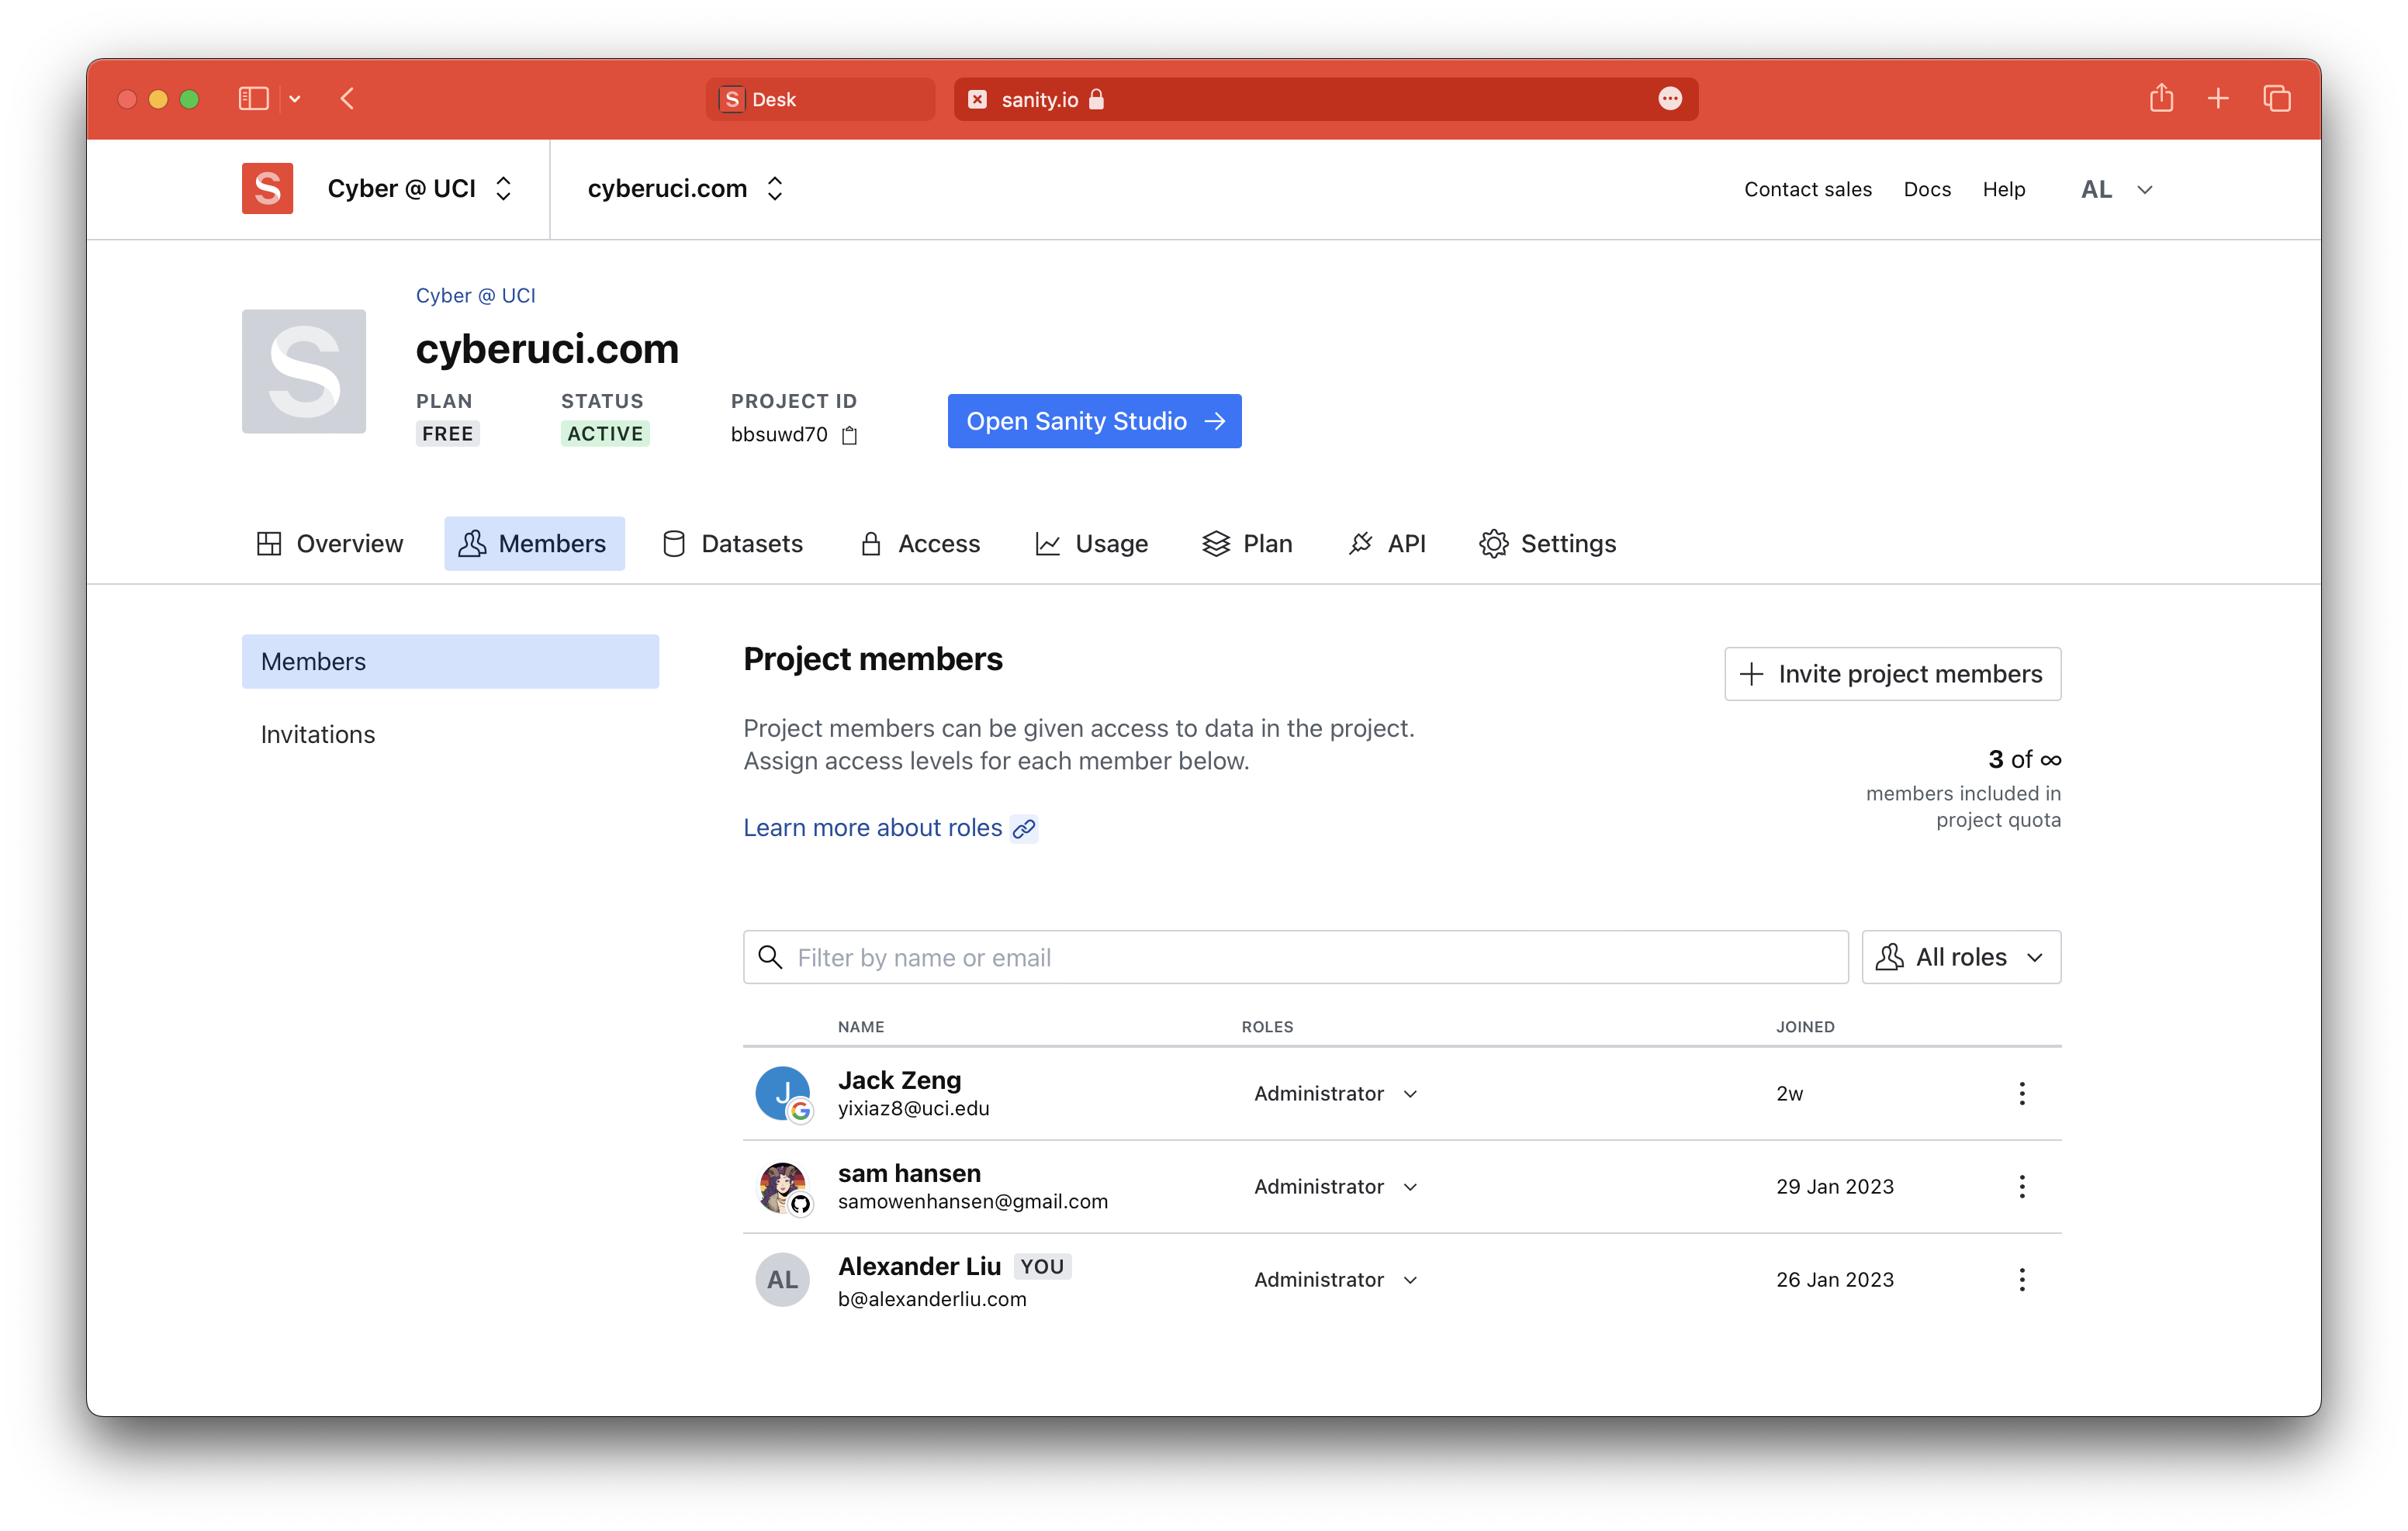 S Desk
sanity.io
S Cyber @ UCI
cyberuci.com
Contact sales
Docs
Help
AL
S
Cyber @ UCI
cyberuci.com
PLAN
STATUS
PROJECT ID
FREE
ACTIVE
bbsuwd70
Open Sanity Studio
Overview
Members
Datasets
Access
Usage
Plan
API
Settings
Members
Invitations
Project members
Project members can be given access to data in the project.
Assign access levels for each member below.
Learn more about roles
Invite project members
3 of ∞
members included in
project quota
Filter by name or email
All roles
NAME
ROLES
JOINED
J G
Jack Zeng
yixiaz8@uci.edu
Administrator
2w
sam hansen
samowenhansen@gmail.com
Administrator
29 Jan 2023
AL
Alexander Liu YOU
b@alexanderliu.com
Administrator
26 Jan 2023